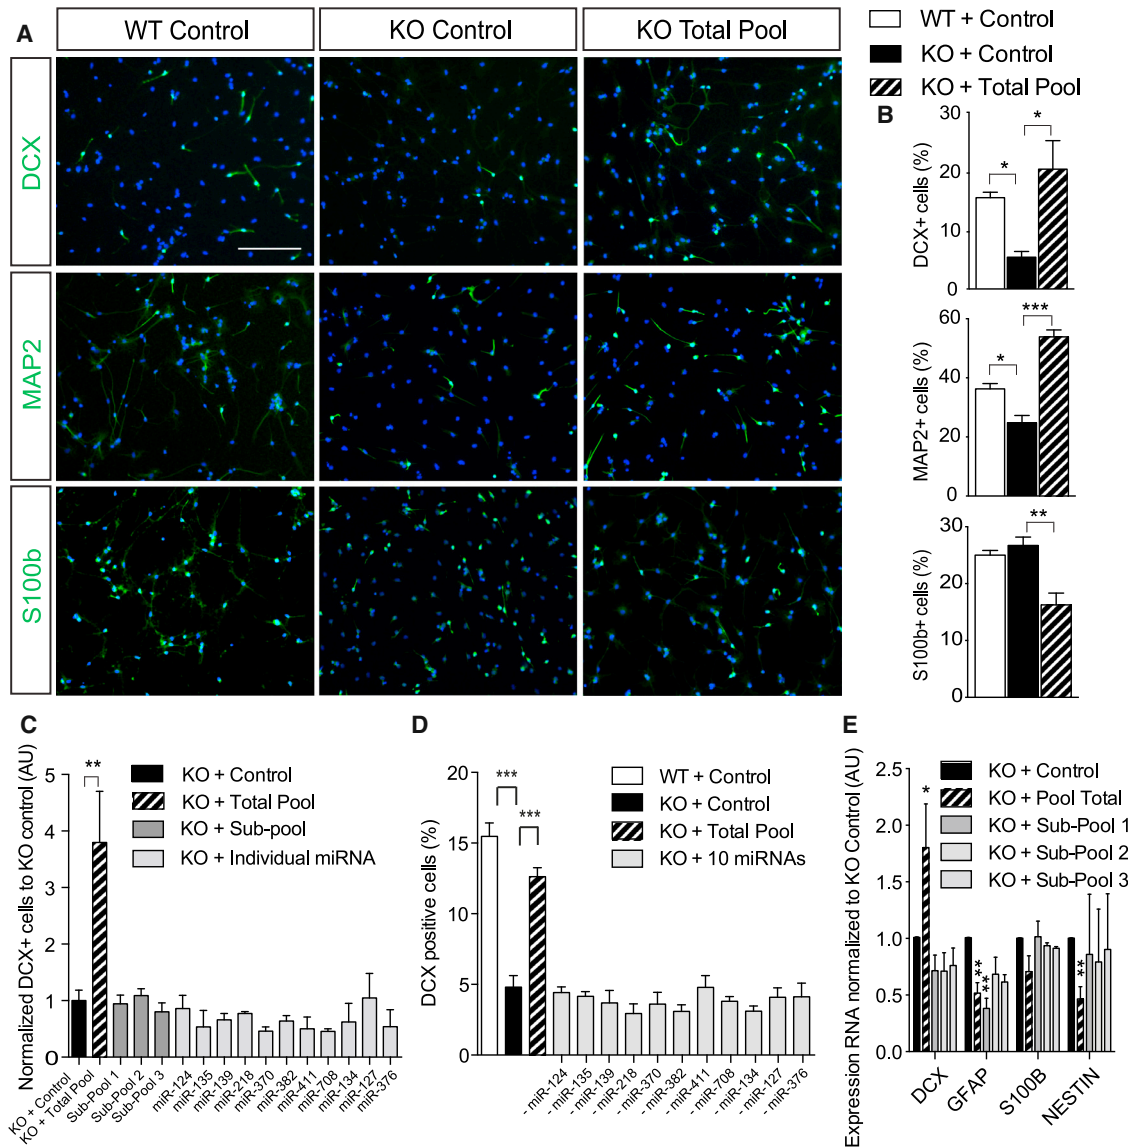 A
WT Control
KO Control
KO Total Pool
DCX
MAP2
S100b
WT + Control
KO + Control
KO + Total Pool
B
DCX+ cells (%)
30
20
10
0
*
*
MAP2+ cells (%)
60
40
20
0
*
***
S100b+ cells (%)
30
20
10
0
**
C
Normalized DCX+ cells to KO control (AU)
5
4
3
2
1
0
**
KO + Control
KO + Total Pool
KO + Sub-pool
KO + Individual miRNA
KO + Control
KO + Total Pool
Sub-Pool 1
Sub-Pool 2
Sub-Pool 3
miR-124
miR-135
miR-139
miR-218
miR-370
miR-382
miR-411
miR-708
miR-134
miR-127
miR-376
D
DCX positive cells (%)
20
15
10
5
0
***
***
WT + Control
KO + Control
KO + Total Pool
KO + 10 miRNAs
- miR-124
- miR-135
- miR-139
- miR-218
- miR-370
- miR-382
- miR-411
- miR-708
- miR-134
- miR-127
- miR-376
E
Expression RNA normalized to KO Control (AU)
2.5
2.0
1.5
1.0
0.5
0.0
KO + Control
KO + Pool Total
KO + Sub-Pool 1
KO + Sub-Pool 2
KO + Sub-Pool 3
*
***
**
**
DCX
GFAP
S100B
NESTIN